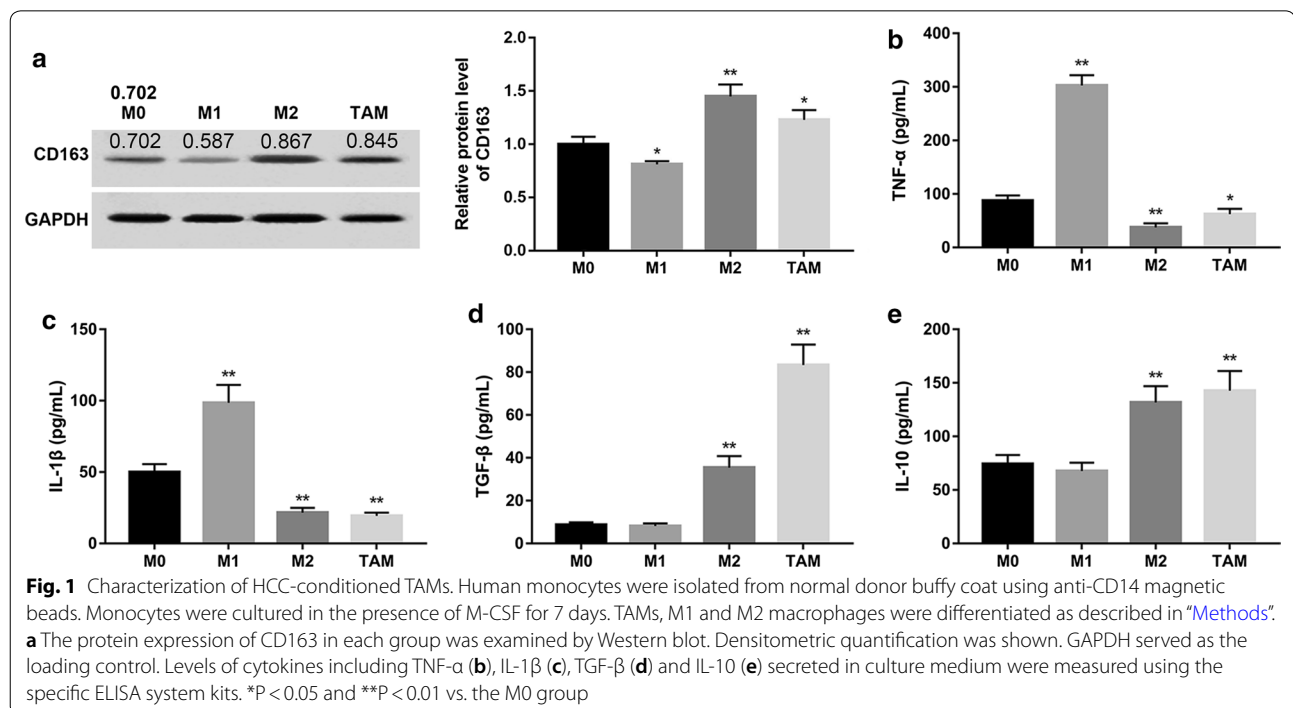 a
0.702
M0 M1 M2 TAM
0.702 0.587 0.867 0.845
CD163
GAPDH
Relative protein level
of CD163
2.0
1.5
1.0
0.5
0.0
** 
*
*
M0 M1 M2 TAM
b
TNF-α (pg/mL)
400
300
200
100
0
**
**
*
M0 M1 M2 TAM
c
IL-1β (pg/mL)
150
100
50
0
**
**
**
M0 M1 M2 TAM
d
TGF-β (pg/mL)
100
80
60
40
20
0
**
**
M0 M1 M2 TAM
e
IL-10 (pg/mL)
200
150
100
50
0
**
**
M0 M1 M2 TAM
Fig. 1 Characterization of HCC-conditioned TAMs. Human monocytes were isolated from normal donor buffy coat using anti-CD14 magnetic
beads. Monocytes were cultured in the presence of M-CSF for 7 days. TAMs, M1 and M2 macrophages were differentiated as described in “Methods”.
a The protein expression of CD163 in each group was examined by Western blot. Densitometric quantification was shown. GAPDH served as the
loading control. Levels of cytokines including TNF-α (b), IL-1β (c), TGF-β (d) and IL-10 (e) secreted in culture medium were measured using the
specific ELISA system kits. *P < 0.05 and **P < 0.01 vs. the M0 group